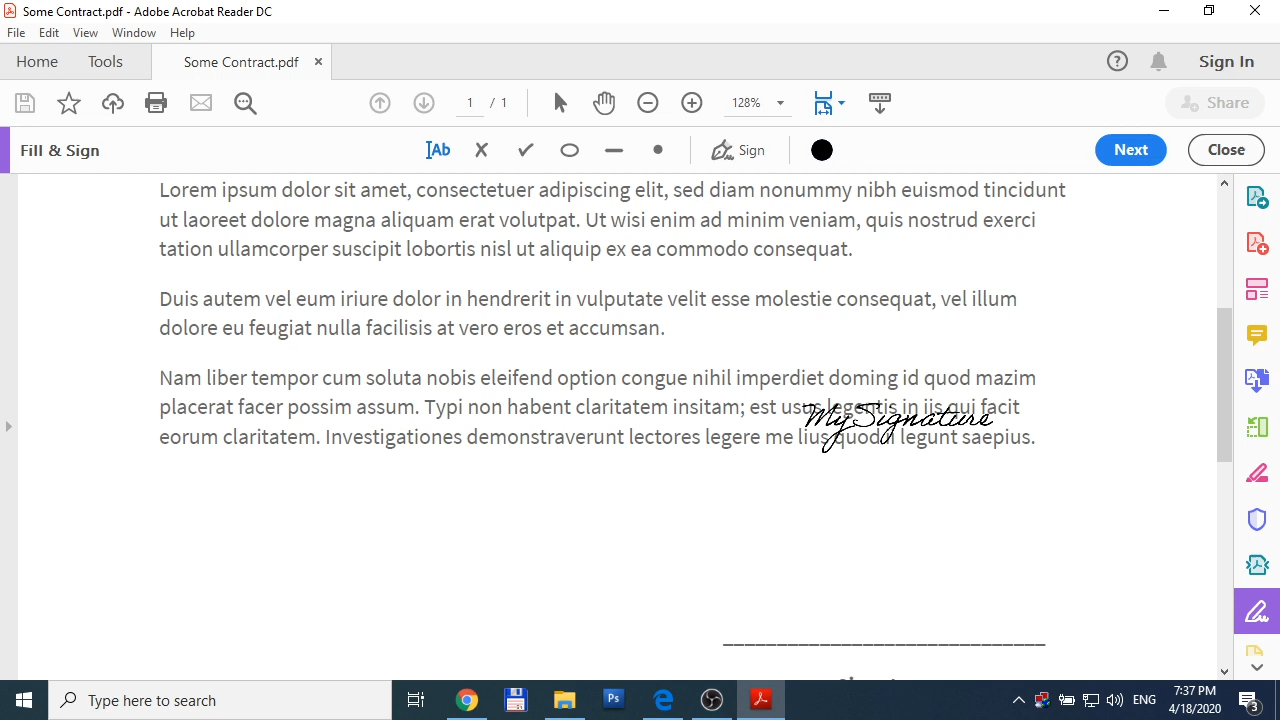 Some Contract.pdf - Adobe Acrobat Reader DC
File Edit View Window Help
Home Tools Some Contract.pdf × ? Sign In
1 / 1 128% Share
Fill & Sign Ab Sign Next Close
Lorem ipsum dolor sit amet, consectetuer adipiscing elit, sed diam nonummy nibh euismod tincidunt
ut laoreet dolore magna aliquam erat volutpat. Ut wisi enim ad minim veniam, quis nostrud exerci
tation ullamcorper suscipit lobortis nisl ut aliquip ex ea commodo consequat.
Duis autem vel eum iriure dolor in hendrerit in vulputate velit esse molestie consequat, vel illum
dolore eu feugiat nulla facilisis at vero eros et accumsan.
Nam liber tempor cum soluta nobis eleifend option congue nihil imperdiet doming id quod mazim
placerat facer possim assum. Typi non habent claritatem insitam; est usus legentis in iis qui facit
MySignature
eorum claritatem. Investigationes demonstraverunt lectores legere me lius quod ii legunt saepius.
Type here to search Ps ENG 7:37 PM
4/18/2020 3